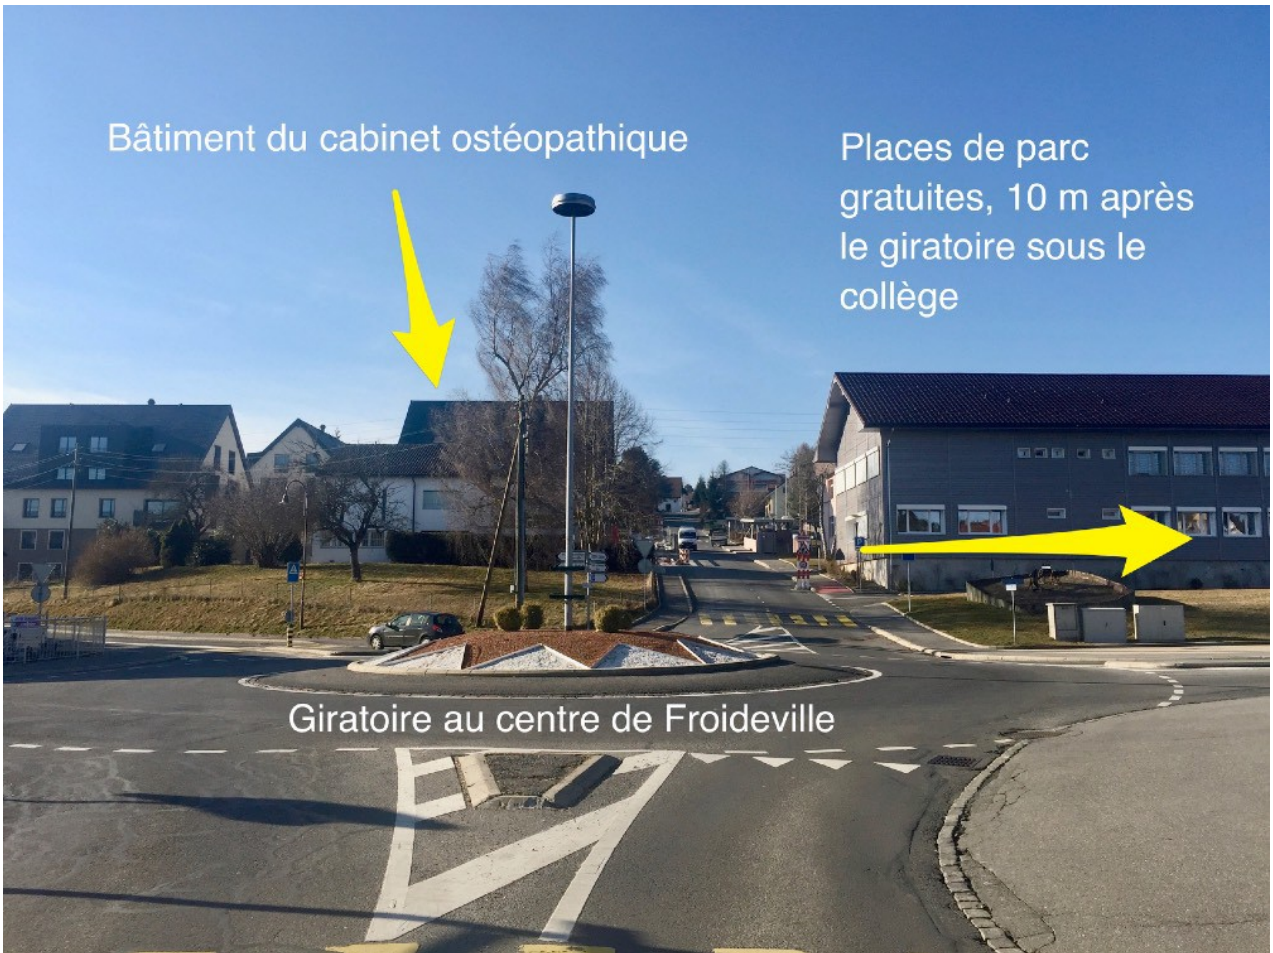 Bâtiment du cabinet ostéopathique
Places de parc
gratuites, 10 m après
le giratoire sous le
collège
Giratoire au centre de Froideville